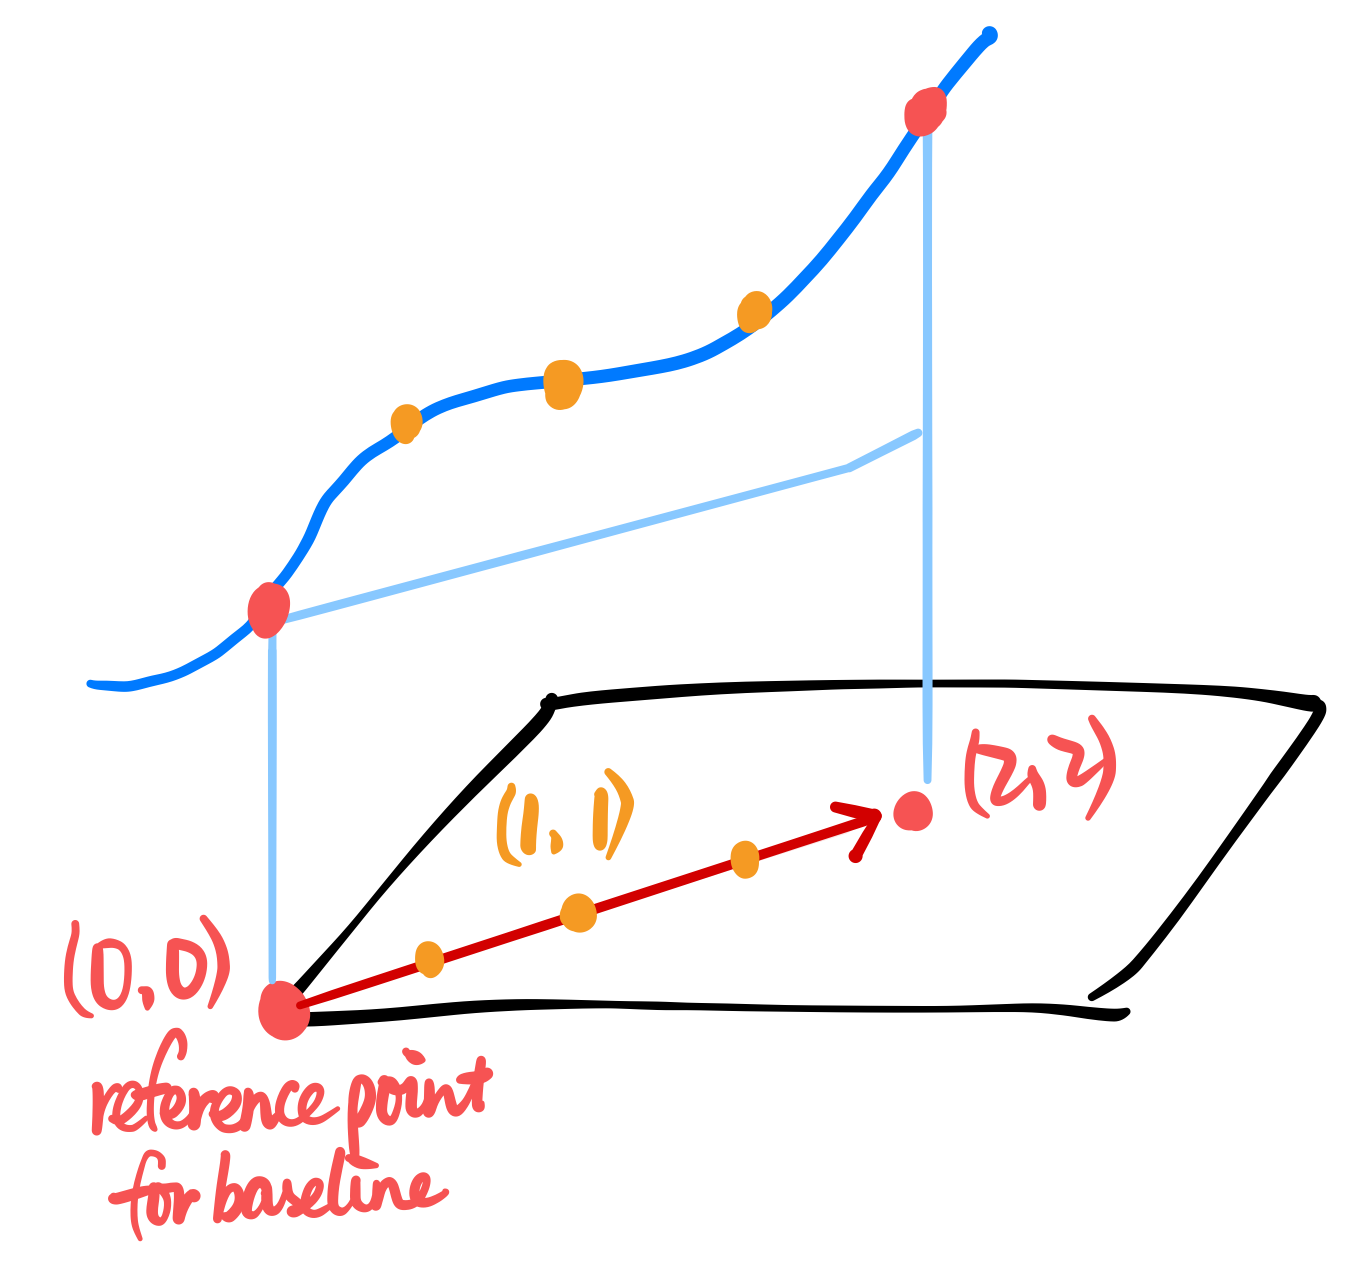 (2,2)
(1,1)
(0,0)
reference point
for baseline